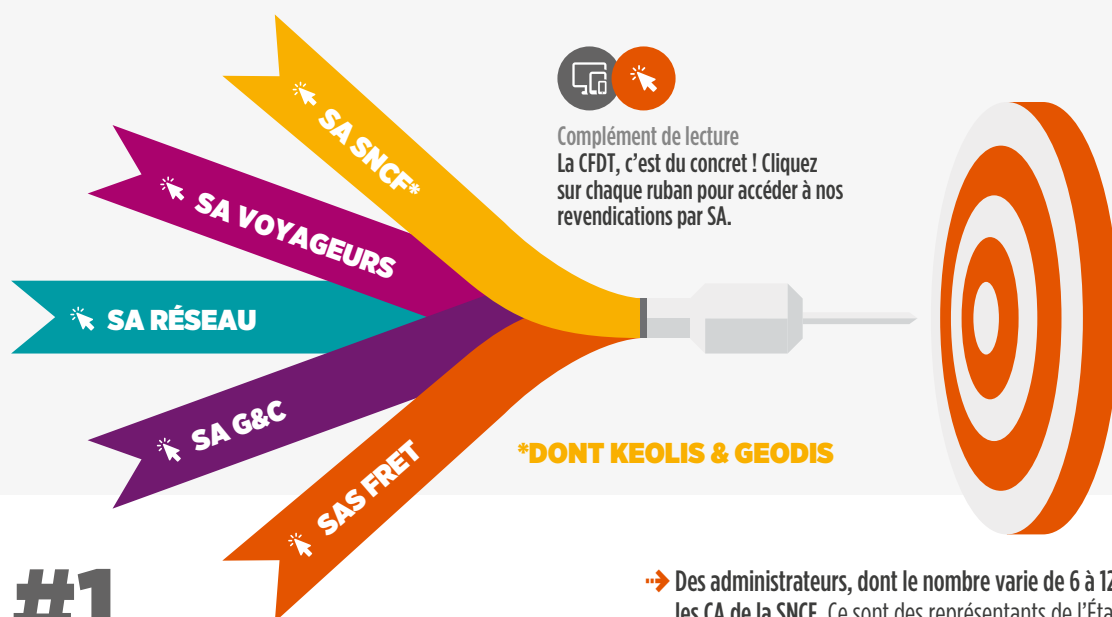 SA SNCF*
SA VOYAGEURS
SA RÉSEAU
SA G&C
SAS FRET
Complément de lecture
La CFDT, c’est du concret ! Cliquez
sur chaque ruban pour accéder à nos
revendications par SA.
*DONT KEOLIS & GEODIS
#1
Des administrateurs, dont le nombre varie de 6 à 12
les CA de la SNCF. Ce sont des représentants de l’Éta